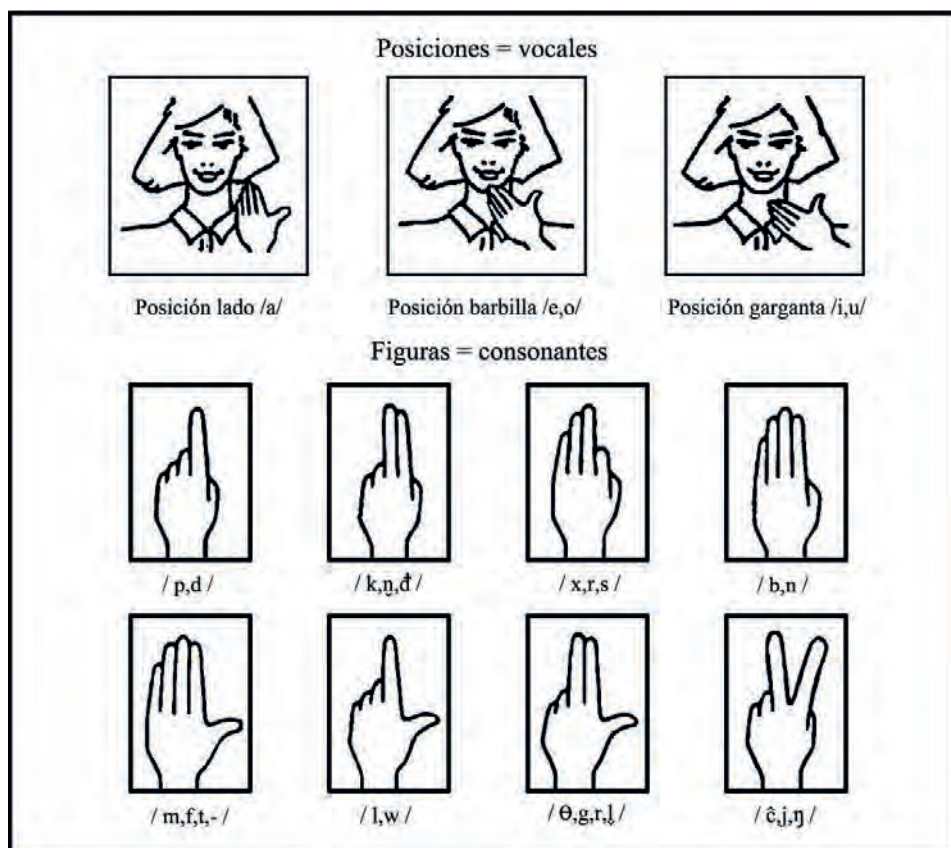 Posiciones = vocales
Posición lado /a/
Posición barbilla /e,o/
Posición garganta /i,u/
Figuras = consonantes
/ p,d /
/ k,ṋ,đ /
/ x,r,s /
/ b,n /
/ m,f,t,- /
/ l,w /
/ θ,g,r,ḷ /
/ ĉ,j,ŋ /